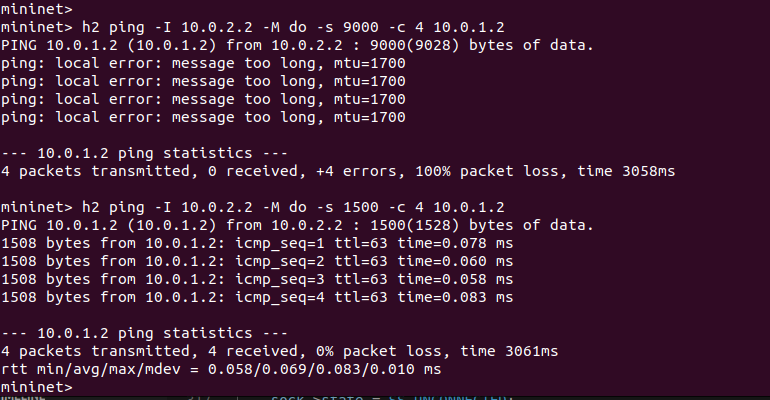 mininet>
mininet> h2 ping -I 10.0.2.2 -M do -s 9000 -c 4 10.0.1.2
PING 10.0.1.2 (10.0.1.2) from 10.0.2.2 : 9000(9028) bytes of data.
ping: local error: message too long, mtu=1700
ping: local error: message too long, mtu=1700
ping: local error: message too long, mtu=1700
ping: local error: message too long, mtu=1700
--- 10.0.1.2 ping statistics ---
4 packets transmitted, 0 received, +4 errors, 100% packet loss, time 3058ms
mininet> h2 ping -I 10.0.2.2 -M do -s 1500 -c 4 10.0.1.2
PING 10.0.1.2 (10.0.1.2) from 10.0.2.2 : 1500(1528) bytes of data.
1508 bytes from 10.0.1.2: icmp_seq=1 ttl=63 time=0.078 ms
1508 bytes from 10.0.1.2: icmp_seq=2 ttl=63 time=0.060 ms
1508 bytes from 10.0.1.2: icmp_seq=3 ttl=63 time=0.058 ms
1508 bytes from 10.0.1.2: icmp_seq=4 ttl=63 time=0.083 ms
--- 10.0.1.2 ping statistics ---
4 packets transmitted, 4 received, 0% packet loss, time 3061ms
rtt min/avg/max/mdev = 0.058/0.069/0.083/0.010 ms
mininet>